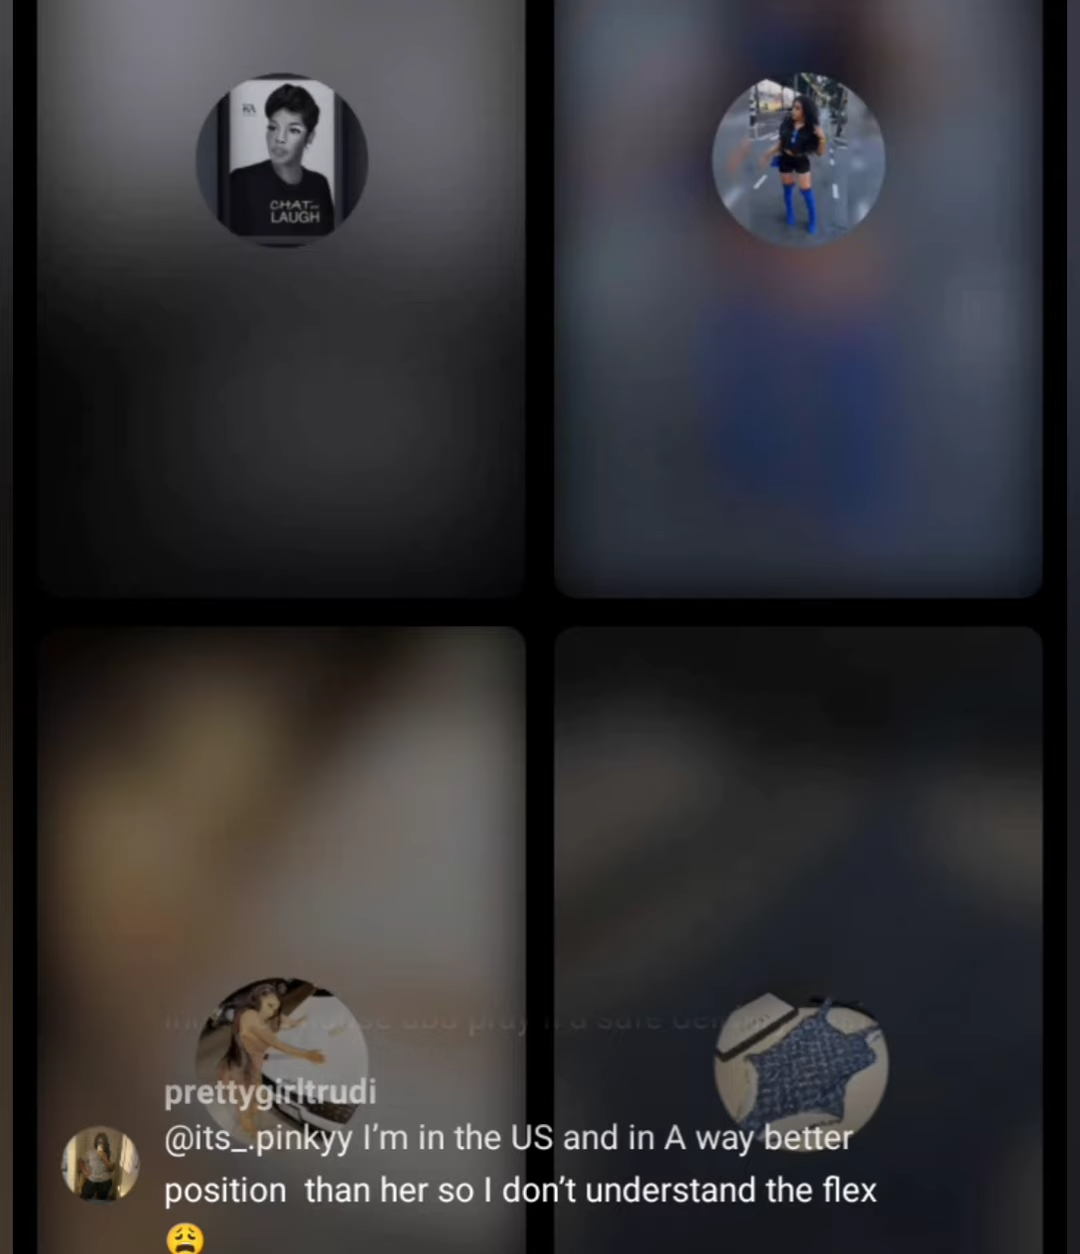 CHAT...
LAUGH
prettygirltrudi
@its_.pinkyy I’m in the US and in A way better
position  than her so I don’t understand the flex
😩